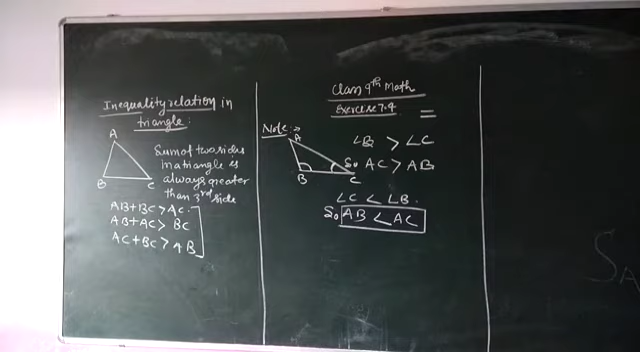 Inequality relation in
triangle:
A
B
C
Sum of two sides
in a triangle is
always greater
than 3rd side
AB+BC > AC
AB+AC > BC
AC+BC > AB
Class 9th Math
Exercise 7.4
Note:→
A
B
C
∠B > ∠C
So AC > AB
∠C < ∠B
So AB < AC
SA